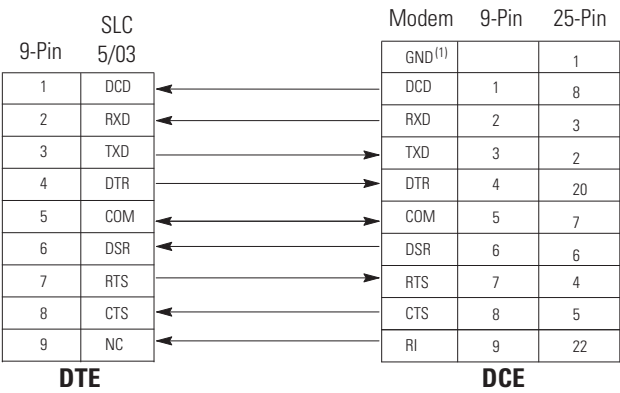 SLC
9-Pin 5/03 Modem 9-Pin 25-Pin
GND(1) 1
1 DCD DCD 1 8
2 RXD RXD 2 3
3 TXD TXD 3 2
4 DTR DTR 4 20
5 COM COM 5 7
6 DSR DSR 6 6
7 RTS RTS 7 4
8 CTS CTS 8 5
9 NC RI 9 22
DTE DCE